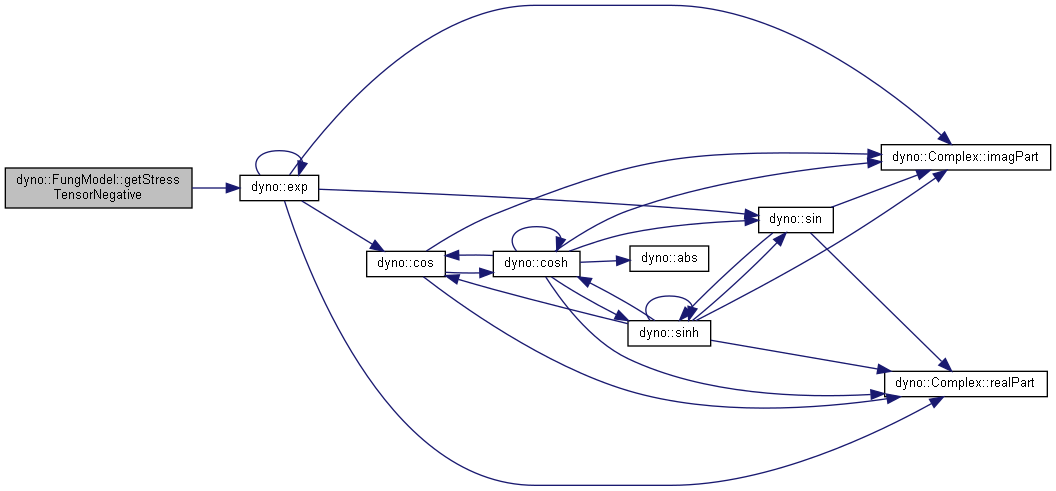 dyno::FungModel::getStress
TensorNegative
dyno::exp
dyno::cos
dyno::cosh
dyno::abs
dyno::sinh
dyno::sin
dyno::Complex::imagPart
dyno::Complex::realPart